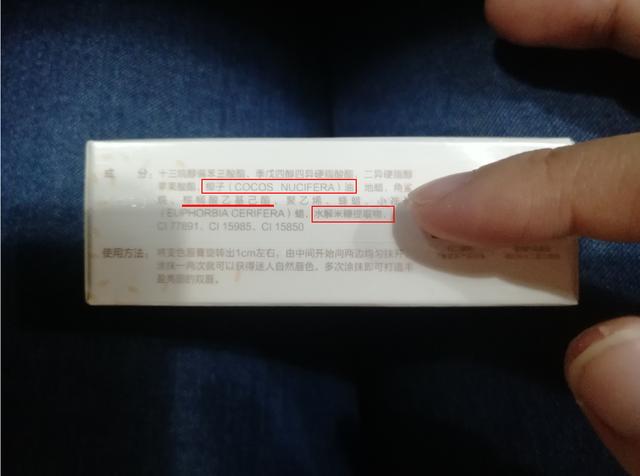 成 分：十三烷醇偏苯三酸酯、季戊四醇四异硬脂酸酯、二异硬脂醇
苹果酸酯、椰子（COCOS NUCIFERA）油 地蜡、角鲨
烷、棕榈酸乙基己酯、聚乙烯、蜂蜡、小
(EUPHORBIA CERIFERA）蜡、水解米糠提取物、
CI 77891、CI 15985、CI 15850
使用方法：将变色唇膏旋转出1cm左右，由中间开始向两边均匀抹开
涂抹一两次就可以获得迷人自然唇色。多次涂抹即可打造丰
盈亮丽的双唇。